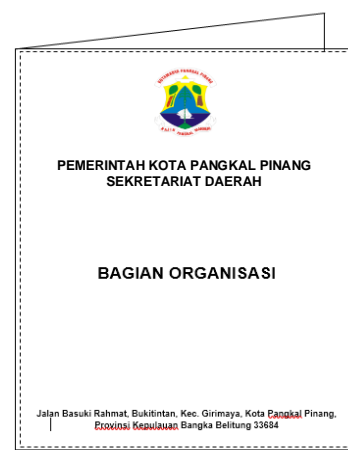 PEMERINTAH KOTA PANGKAL PINANG
SEKRETARIAT DAERAH
BAGIAN ORGANISASI
Jalan Basuki Rahmat, Bukitintan, Kec. Girimaya, Kota Pangkal Pinang,
Provinsi Kepulauan Bangka Belitung 33684